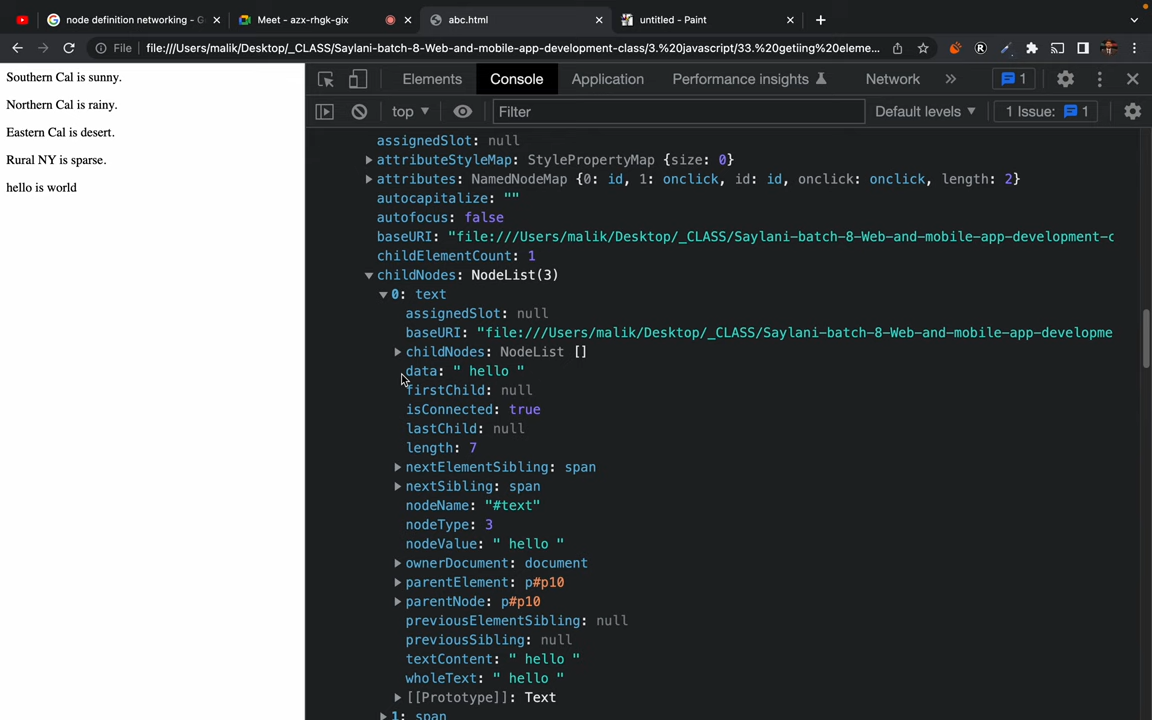 node definition networking - G
Meet - azx-rhgk-gix
abc.html
untitled - Paint
File
file:///Users/malik/Desktop/_CLASS/Saylani-batch-8-Web-and-mobile-app-development-class/3.%20javascript/33.%20getiing%20eleme...
Southern Cal is sunny.
Northern Cal is rainy.
Eastern Cal is desert.
Rural NY is sparse.
hello is world
Elements
Console
Application
Performance insights
Network
1
top
Filter
Default levels
1 Issue:
1
assignedSlot: null
attributeStyleMap: StylePropertyMap {size: 0}
attributes: NamedNodeMap {0: id, 1: onclick, id: id, onclick: onclick, length: 2}
autocapitalize: ""
autofocus: false
baseURI: "file:///Users/malik/Desktop/_CLASS/Saylani-batch-8-Web-and-mobile-app-development-c
childElementCount: 1
childNodes: NodeList(3)
0: text
assignedSlot: null
baseURI: "file:///Users/malik/Desktop/_CLASS/Saylani-batch-8-Web-and-mobile-app-developme
childNodes: NodeList []
data: " hello "
firstChild: null
isConnected: true
lastChild: null
length: 7
nextElementSibling: span
nextSibling: span
nodeName: "#text"
nodeType: 3
nodeValue: " hello "
ownerDocument: document
parentElement: p#p10
parentNode: p#p10
previousElementSibling: null
previousSibling: null
textContent: " hello "
wholeText: " hello "
[[Prototype]]: Text
1: span